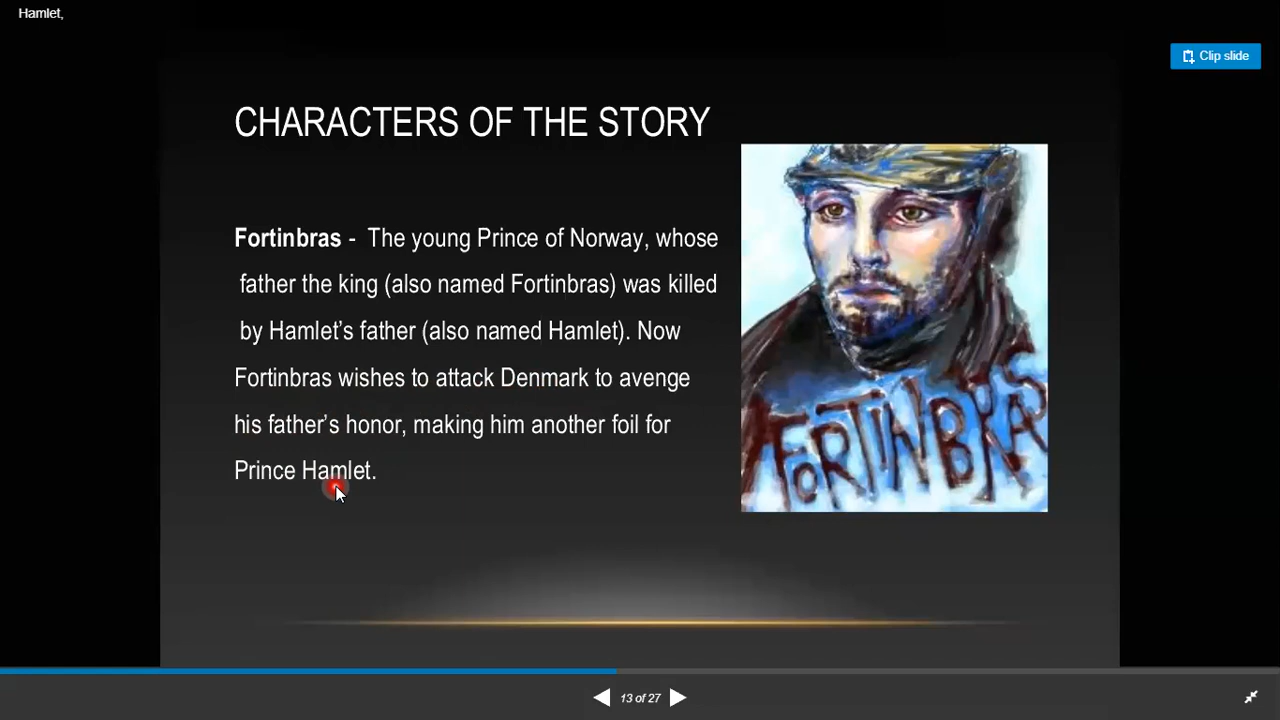 Hamlet,
Clip slide
CHARACTERS OF THE STORY
Fortinbras - The young Prince of Norway, whose
father the king (also named Fortinbras) was killed
by Hamlet's father (also named Hamlet). Now
Fortinbras wishes to attack Denmark to avenge
his father's honor, making him another foil for
Prince Hamlet.
FORTINBRAS
13 of 27